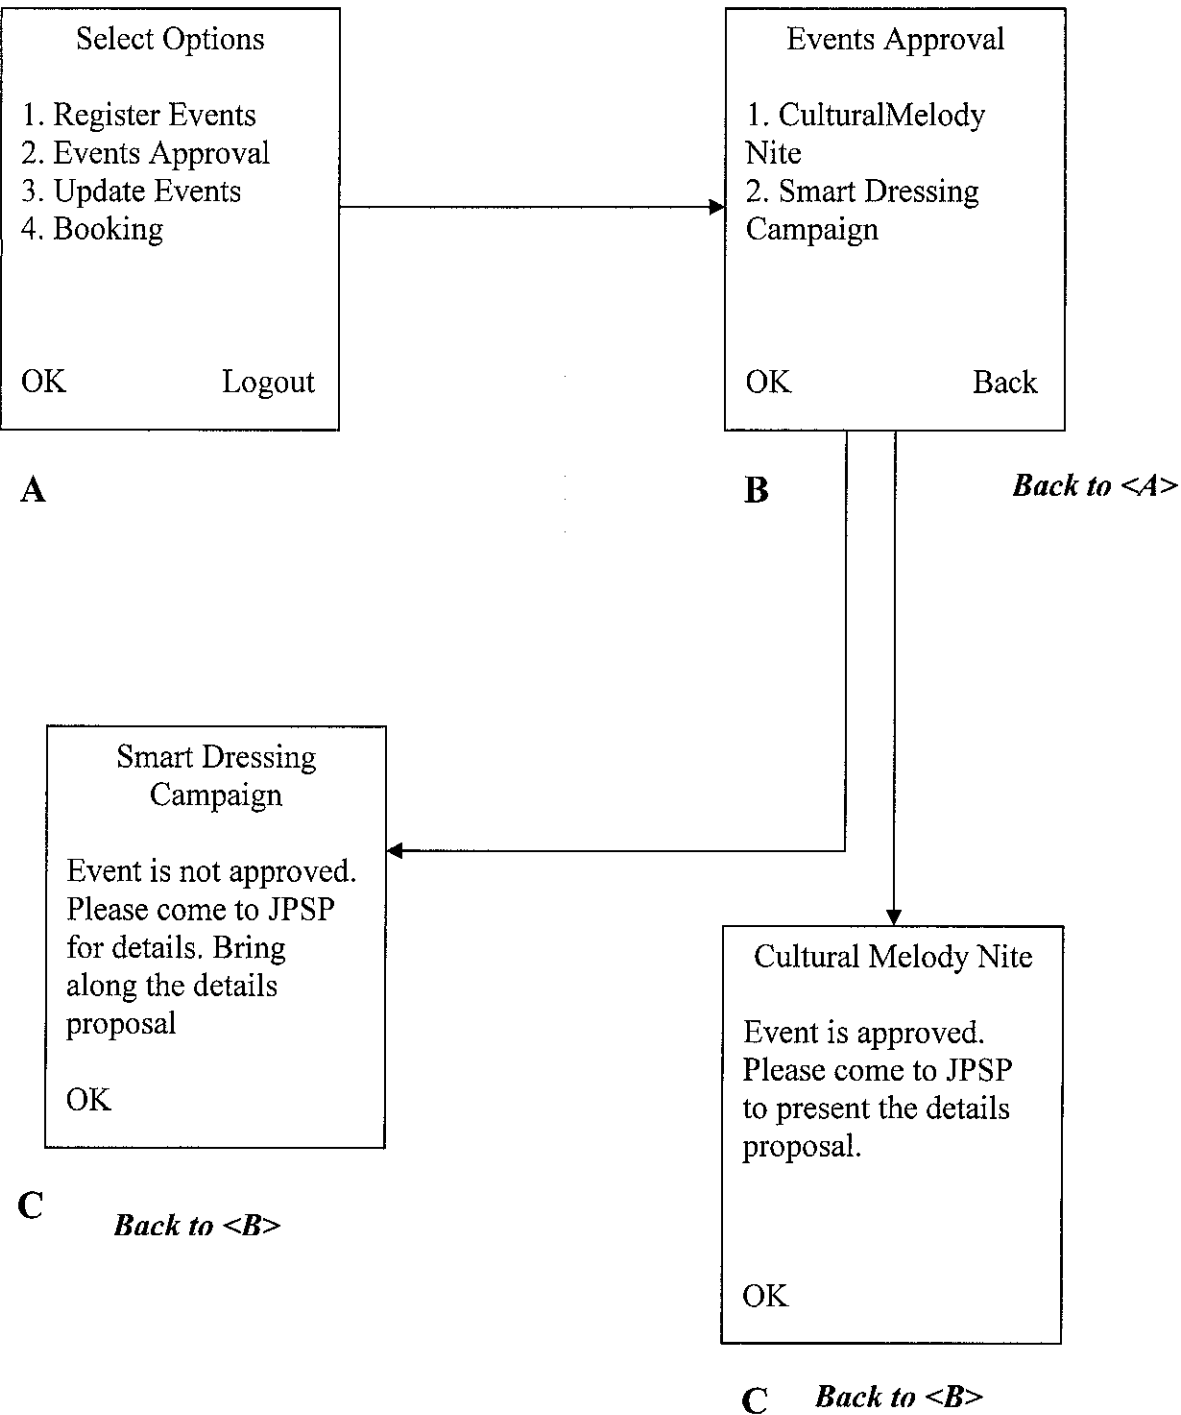 Select Options
1. Register Events
2. Events Approval
3. Update Events
4. Booking
OK Logout
A
Events Approval
1. CulturalMelody
Nite
2. Smart Dressing
Campaign
OK Back
B
Back to <A>
Smart Dressing
Campaign
Event is not approved.
Please come to JPSP
for details. Bring
along the details
proposal
OK
C
Back to <B>
Cultural Melody Nite
Event is approved.
Please come to JPSP
to present the details
proposal.
OK
C Back to <B>